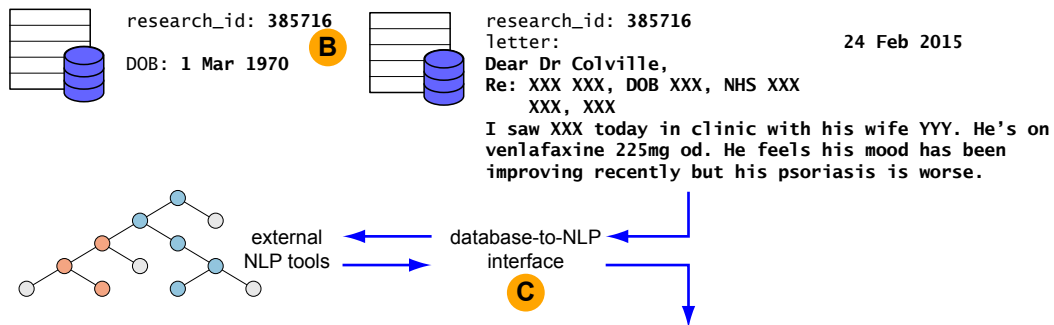 research_id: 385716
DOB: 1 Mar 1970
B
research_id: 385716
letter: 24 Feb 2015
Dear Dr Colville,
Re: XXX XXX, DOB XXX, NHS XXX
XXX, XXX
I saw XXX today in clinic with his wife YYY. He's on
venlafaxine 225mg od. He feels his mood has been
improving recently but his psoriasis is worse.
external
NLP tools
database-to-NLP
interface
C